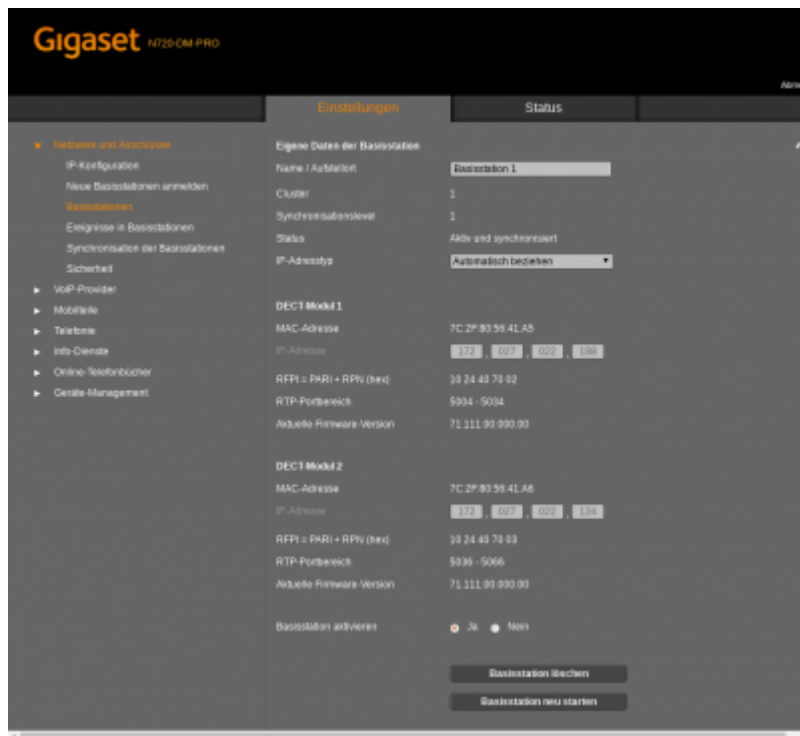 Gigaset N720-DM-PRO
Einstellungen Status
Netzwerk und Anschlüsse
IP-Konfiguration
Neue Basisstationen anmelden
Basisstationen
Ereignisse in Basisstationen
Synchronisation der Basisstationen
Sicherheit
VoIP-Provider
Mobilteile
Telefonie
Info-Dienste
Online-Telefonbücher
Geräte-Management
Eigene Daten der Basisstation
Name / Aufstellort Basisstation 1
Cluster 1
Synchronisationslevel 1
Status Aktiv und synchronisiert
IP-Adresstyp Automatisch beziehen
DECT-Modul 1
MAC-Adresse 7C.2F.80.56.41.A5
IP-Adresse 172 . 027 . 022 . 188
RFPI = PARI + RPN (hex) 10 24 40 70 02
RTP-Portbereich 5004 - 5034
Aktuelle Firmware-Version 71.111.00.000.00
DECT-Modul 2
MAC-Adresse 7C.2F.80.56.41.A6
IP-Adresse 172 . 027 . 022 . 124
RFPI = PARI + RPN (hex) 10 24 40 70 03
RTP-Portbereich 5036 - 5066
Aktuelle Firmware-Version 71.111.00.000.00
Basisstation aktivieren Ja Nein
Basisstation löschen
Basisstation neu starten